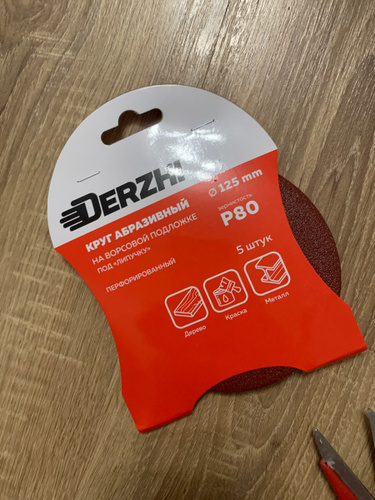 DERZHI
КРУГ АБРАЗИВНЫЙ
НА ВОРСОВОЙ ПОДЛОЖКЕ
ПОД «ЛИПУЧКУ»
ПЕРФОРИРОВАННЫЙ
Ø 125 mm
зернистость
P80
5 штук
Дерево
Краска
Металл